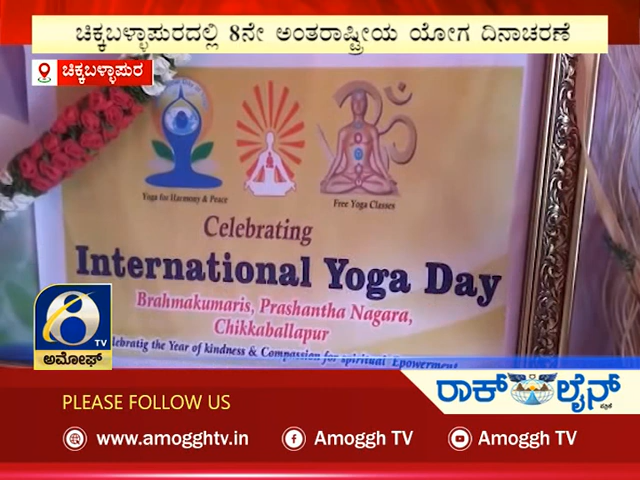 ಚಿಕ್ಕಬಳ್ಳಾಪುರದಲ್ಲಿ 8ನೇ ಅಂತರಾಷ್ಟ್ರೀಯ ಯೋಗ ದಿನಾಚರಣೆ
ಚಿಕ್ಕಬಳ್ಳಾಪುರ
Yoga for Harmony & Peace
Free Yoga Classes
Celebrating
International Yoga Day
Brahmakumaris, Prashantha Nagara,
Chikkaballapur
lebratig the Year of kindness & Compassion for spiritual Epowerment
TV
ಅಮೋಘ್
ರಾಕ್ ಲೈನ್
PLEASE FOLLOW US
www.amogghtv.in
Amoggh TV
Amoggh TV